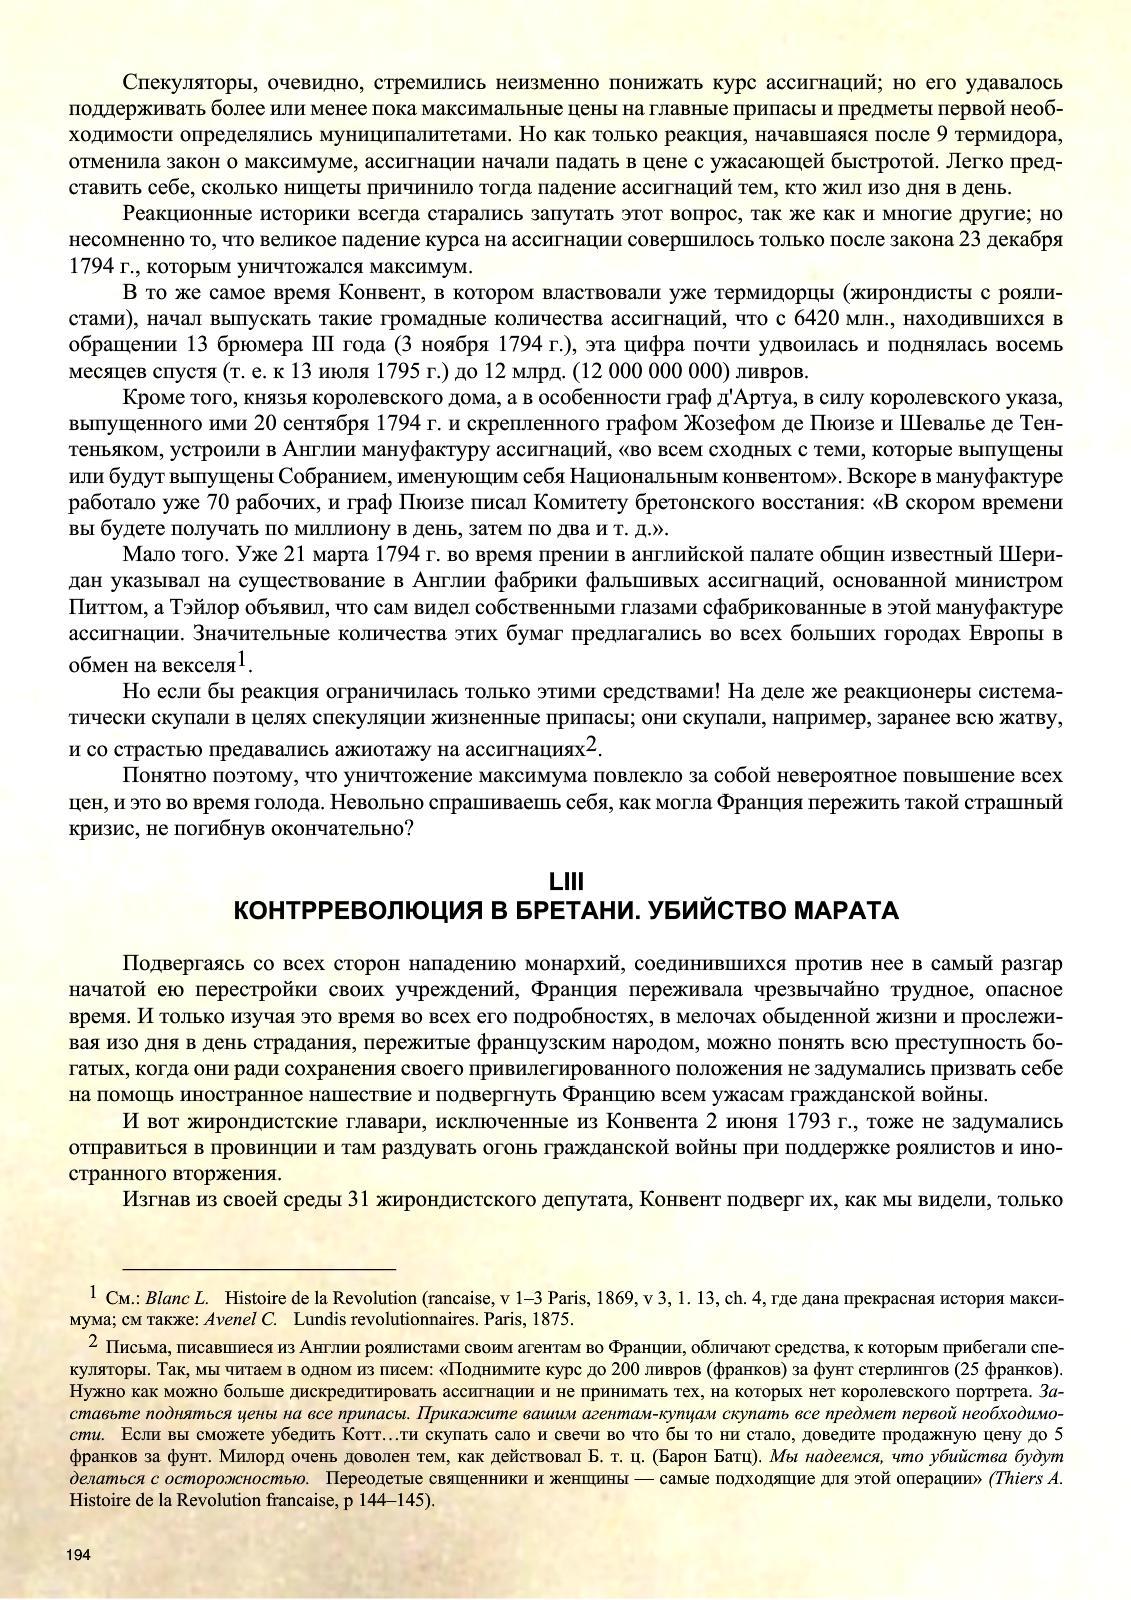 Спекуляторы, очевидно, стремились неизменно понижать курс ассигнаций; но его удавалось
поддерживать более или менее пока максимальные цены на главные припасы и предметы первой необ-
ходимости определялись муниципалитетами. Но как только реакция, начавшаяся после 9 термидора,
отменила закон о максимуме, ассигнации начали падать в цене с ужасающей быстротой. Легко пред-
ставить себе, сколько нищеты причинило тогда падение ассигнаций тем, кто жил изо дня в день.
Реакционные историки всегда старались запутать этот вопрос, так же как и многие другие; но
несомненно то, что великое падение курса на ассигнации совершилось только после закона 23 декабря
1794 г., которым уничтожался максимум.
В то же самое время Конвент, в котором властвовали уже термидорцы (жирондисты с рояли-
стами), начал выпускать такие громадные количества ассигнаций, что с 6420 млн., находившихся в
обращении 13 брюмера III года (3 ноября 1794 г.), эта цифра почти удвоилась и поднялась восемь
месяцев спустя (т. е. к 13 июля 1795 г.) до 12 млрд. (12 000 000 000) ливров.
Кроме того, князья королевского дома, а в особенности граф д'Артуа, в силу королевского указа,
выпущенного ими 20 сентября 1794 г. и скрепленного графом Жозефом де Пюизе и Шевалье де Тен-
теньяком, устроили в Англии мануфактуру ассигнаций, «во всем сходных с теми, которые выпущены
или будут выпущены Собранием, именующим себя Национальным конвентом». Вскоре в мануфактуре
работало уже 70 рабочих, и граф Пюизе писал Комитету бретонского восстания: «В скором времени
вы будете получать по миллиону в день, затем по два и т. д.».
Мало того. Уже 21 марта 1794 г. во время прении в английской палате общин известный Шери-
дан указывал на существование в Англии фабрики фальшивых ассигнаций, основанной министром
Питтом, а Тэйлор объявил, что сам видел собственными глазами сфабрикованные в этой мануфактуре
ассигнации. Значительные количества этих бумаг предлагались во всех больших городах Европы в
обмен на векселя1.
Но если бы реакция ограничилась только этими средствами! На деле же реакционеры система-
тически скупали в целях спекуляции жизненные припасы; они скупали, например, заранее всю жатву,
и со страстью предавались ажиотажу на ассигнациях2.
Понятно поэтому, что уничтожение максимума повлекло за собой невероятное повышение всех
цен, и это во время голода. Невольно спрашиваешь себя, как могла Франция пережить такой страшный
кризис, не погибнув окончательно?
LIII
КОНТРРЕВОЛЮЦИЯ В БРЕТАНИ. УБИЙСТВО МАРАТА
Подвергаясь со всех сторон нападению монархий, соединившихся против нее в самый разгар
начатой ею перестройки своих учреждений, Франция переживала чрезвычайно трудное, опасное
время. И только изучая это время во всех его подробностях, в мелочах обыденной жизни и прослежи-
вая изо дня в день страдания, пережитые французским народом, можно понять всю преступность бо-
гатых, когда они ради сохранения своего привилегированного положения не задумались призвать себе
на помощь иностранное нашествие и подвергнуть Францию всем ужасам гражданской войны.
И вот жирондистские главари, исключенные из Конвента 2 июня 1793 г., тоже не задумались
отправиться в провинции и там раздувать огонь гражданской войны при поддержке роялистов и ино-
странного вторжения.
Изгнав из своей среды 31 жирондистского депутата, Конвент подверг их, как мы видели, только
1 См.: Blanc L. Histoire de la Revolution (rancaise, v 1–3 Paris, 1869, v 3, 1. 13, ch. 4, где дана прекрасная история макси-
мума; см также: Avenel C. Lundis revolutionnaires. Paris, 1875.
2 Письма, писавшиеся из Англии роялистами своим агентам во Франции, обличают средства, к которым прибегали спе-
куляторы. Так, мы читаем в одном из писем: «Поднимите курс до 200 ливров (франков) за фунт стерлингов (25 франков).
Нужно как можно больше дискредитировать ассигнации и не принимать тех, на которых нет королевского портрета. За-
ставьте подняться цены на все припасы. Прикажите вашим агентам-купцам скупать все предмет первой необходимо-
сти. Если вы сможете убедить Котт…ти скупать сало и свечи во что бы то ни стало, доведите продажную цену до 5
франков за фунт. Милорд очень доволен тем, как действовал Б. т. ц. (Барон Батц). Мы надеемся, что убийства будут
делаться с осторожностью. Переодетые священники и женщины — самые подходящие для этой операции» (Thiers A.
Histoire de la Revolution francaise, p 144–145).
194